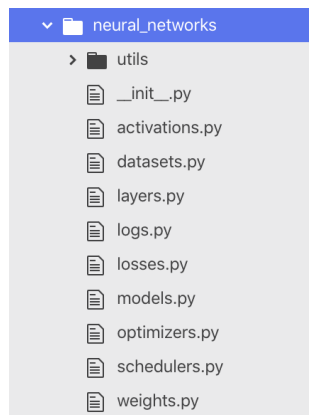 neural_networks
utils
__init__.py
activations.py
datasets.py
layers.py
logs.py
losses.py
models.py
optimizers.py
schedulers.py
weights.py